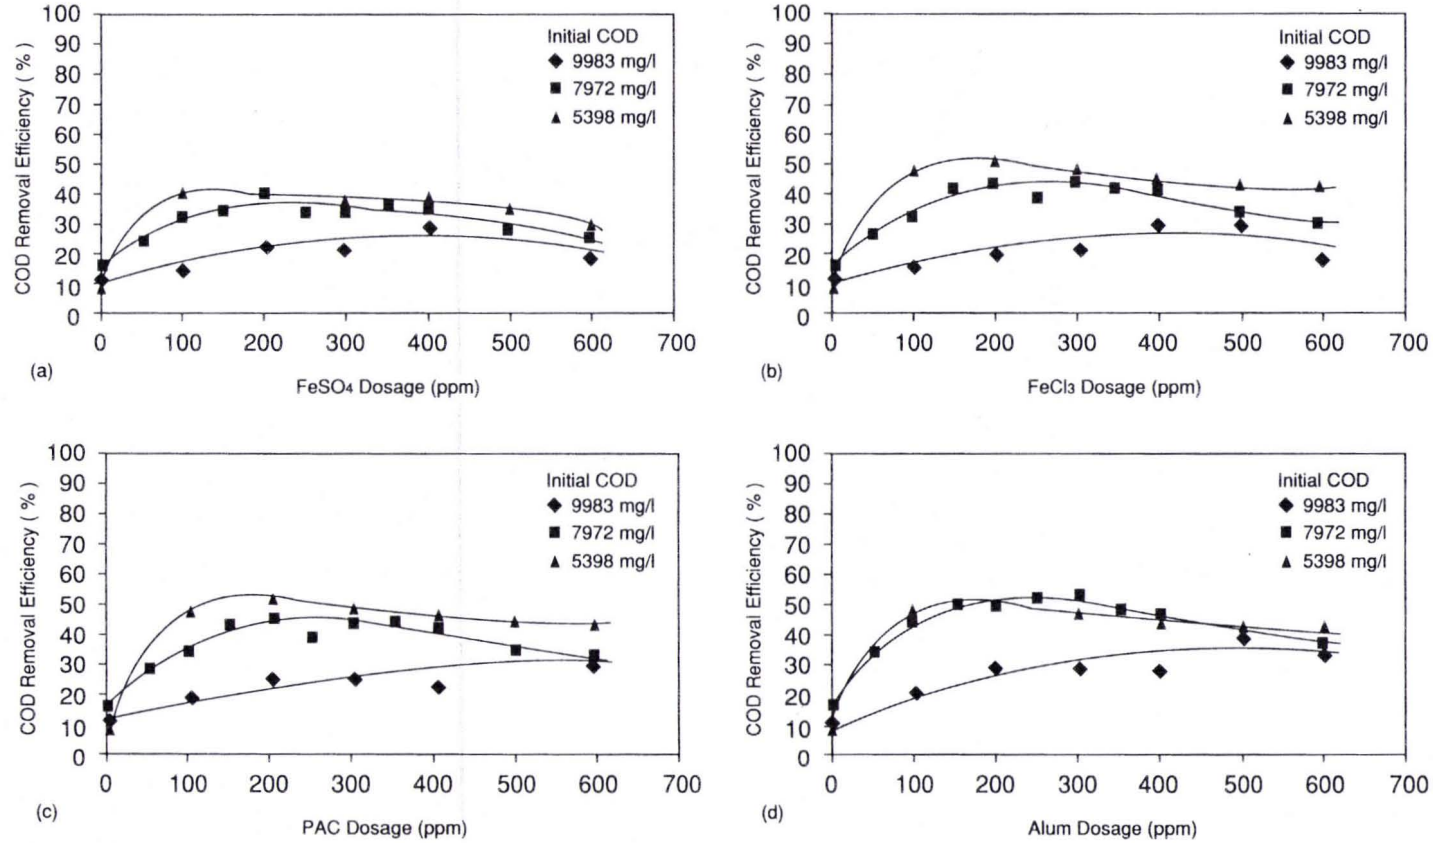 100
90
80
70
60
50
40
30
20
10
0
COD Removal Efficiency ( % )
Initial COD
9983 mg/l
7972 mg/l
5398 mg/l
0 100 200 300 400 500 600 700
(a)
FeSO4 Dosage (ppm)
100
90
80
70
60
50
40
30
20
10
0
COD Removal Efficiency ( % )
Initial COD
9983 mg/l
7972 mg/l
5398 mg/l
0 100 200 300 400 500 600 700
(b)
FeCl3 Dosage (ppm)
100
90
80
70
60
50
40
30
20
10
0
COD Removal Efficiency ( % )
Initial COD
9983 mg/l
7972 mg/l
5398 mg/l
0 100 200 300 400 500 600 700
(c)
PAC Dosage (ppm)
100
90
80
70
60
50
40
30
20
10
0
COD Removal Efficiency ( % )
Initial COD
9983 mg/l
7972 mg/l
5398 mg/l
0 100 200 300 400 500 600 700
(d)
Alum Dosage (ppm)